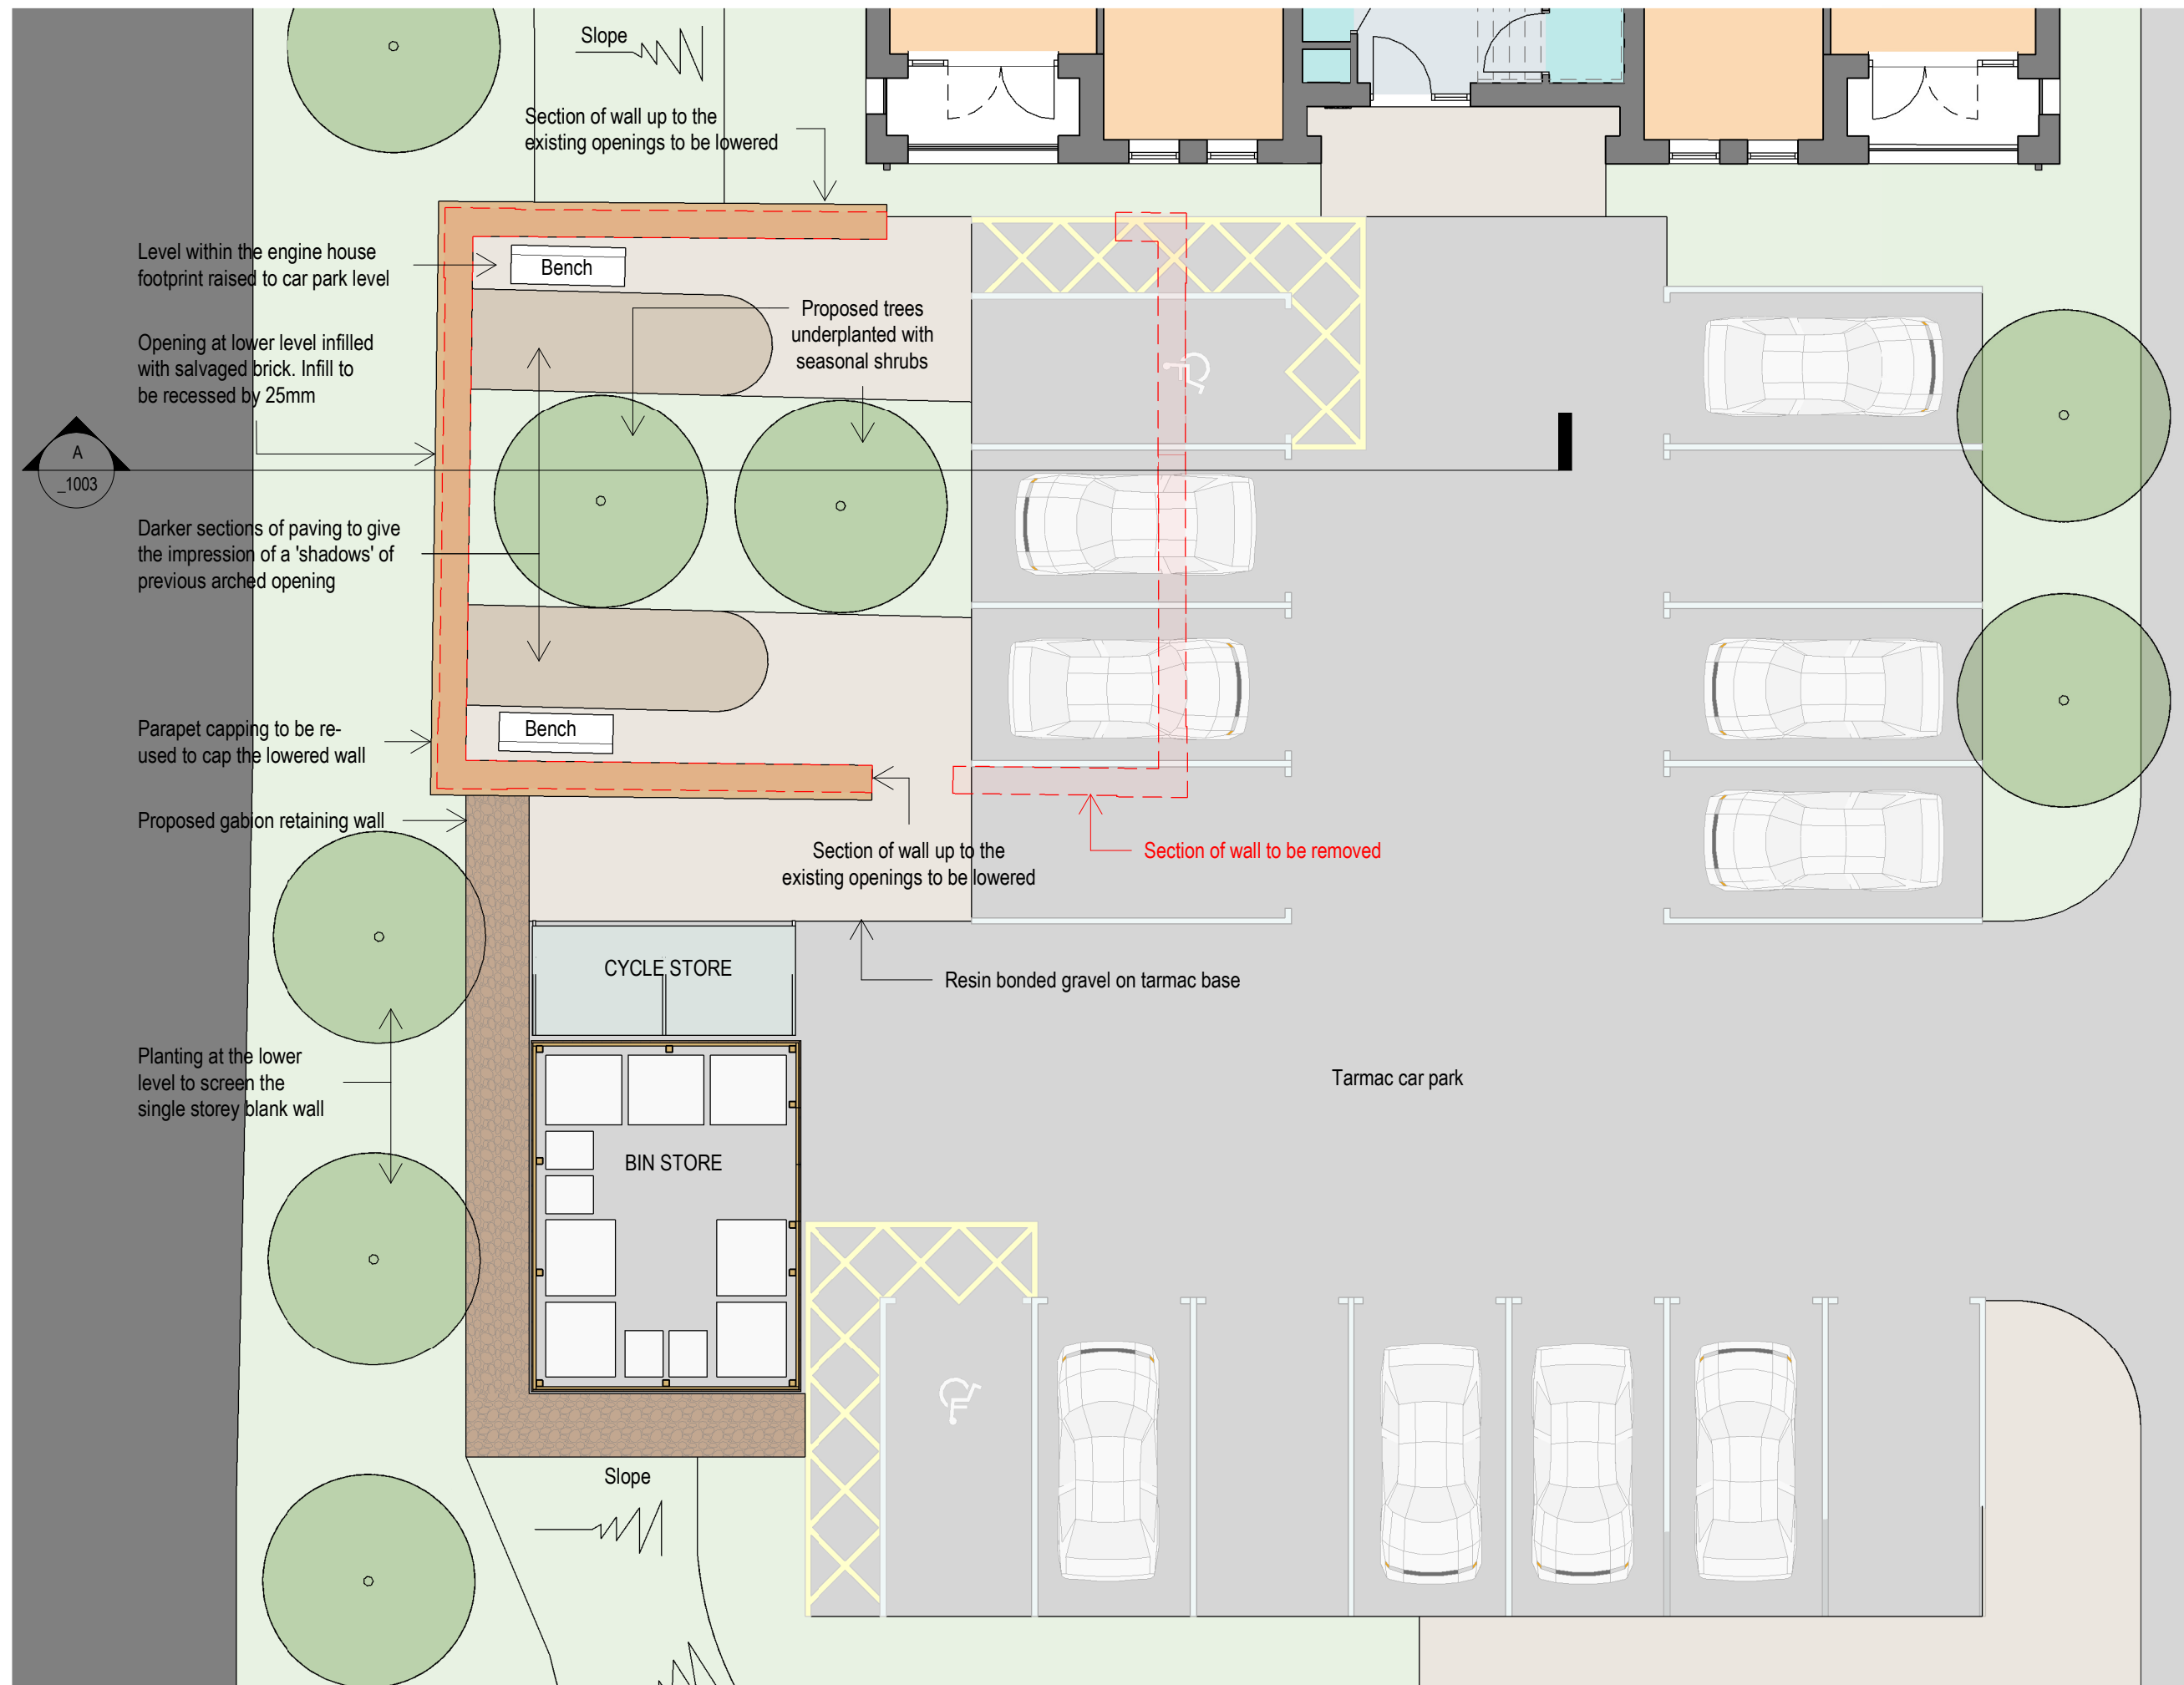 Slope
Section of wall up to the
existing openings to be lowered
Level within the engine house
footprint raised to car park level
Bench
Proposed trees
underplanted with
seasonal shrubs
Opening at lower level infilled
with salvaged brick. Infill to
be recessed by 25mm
A
_1003
Darker sections of paving to give
the impression of a 'shadows' of
previous arched opening
Parapet capping to be re-
used to cap the lowered wall
Bench
Proposed gabion retaining wall
Section of wall up to the
existing openings to be lowered
Section of wall to be removed
CYCLE STORE
Resin bonded gravel on tarmac base
Planting at the lower
level to screen the
single storey blank wall
Tarmac car park
BIN STORE
Slope